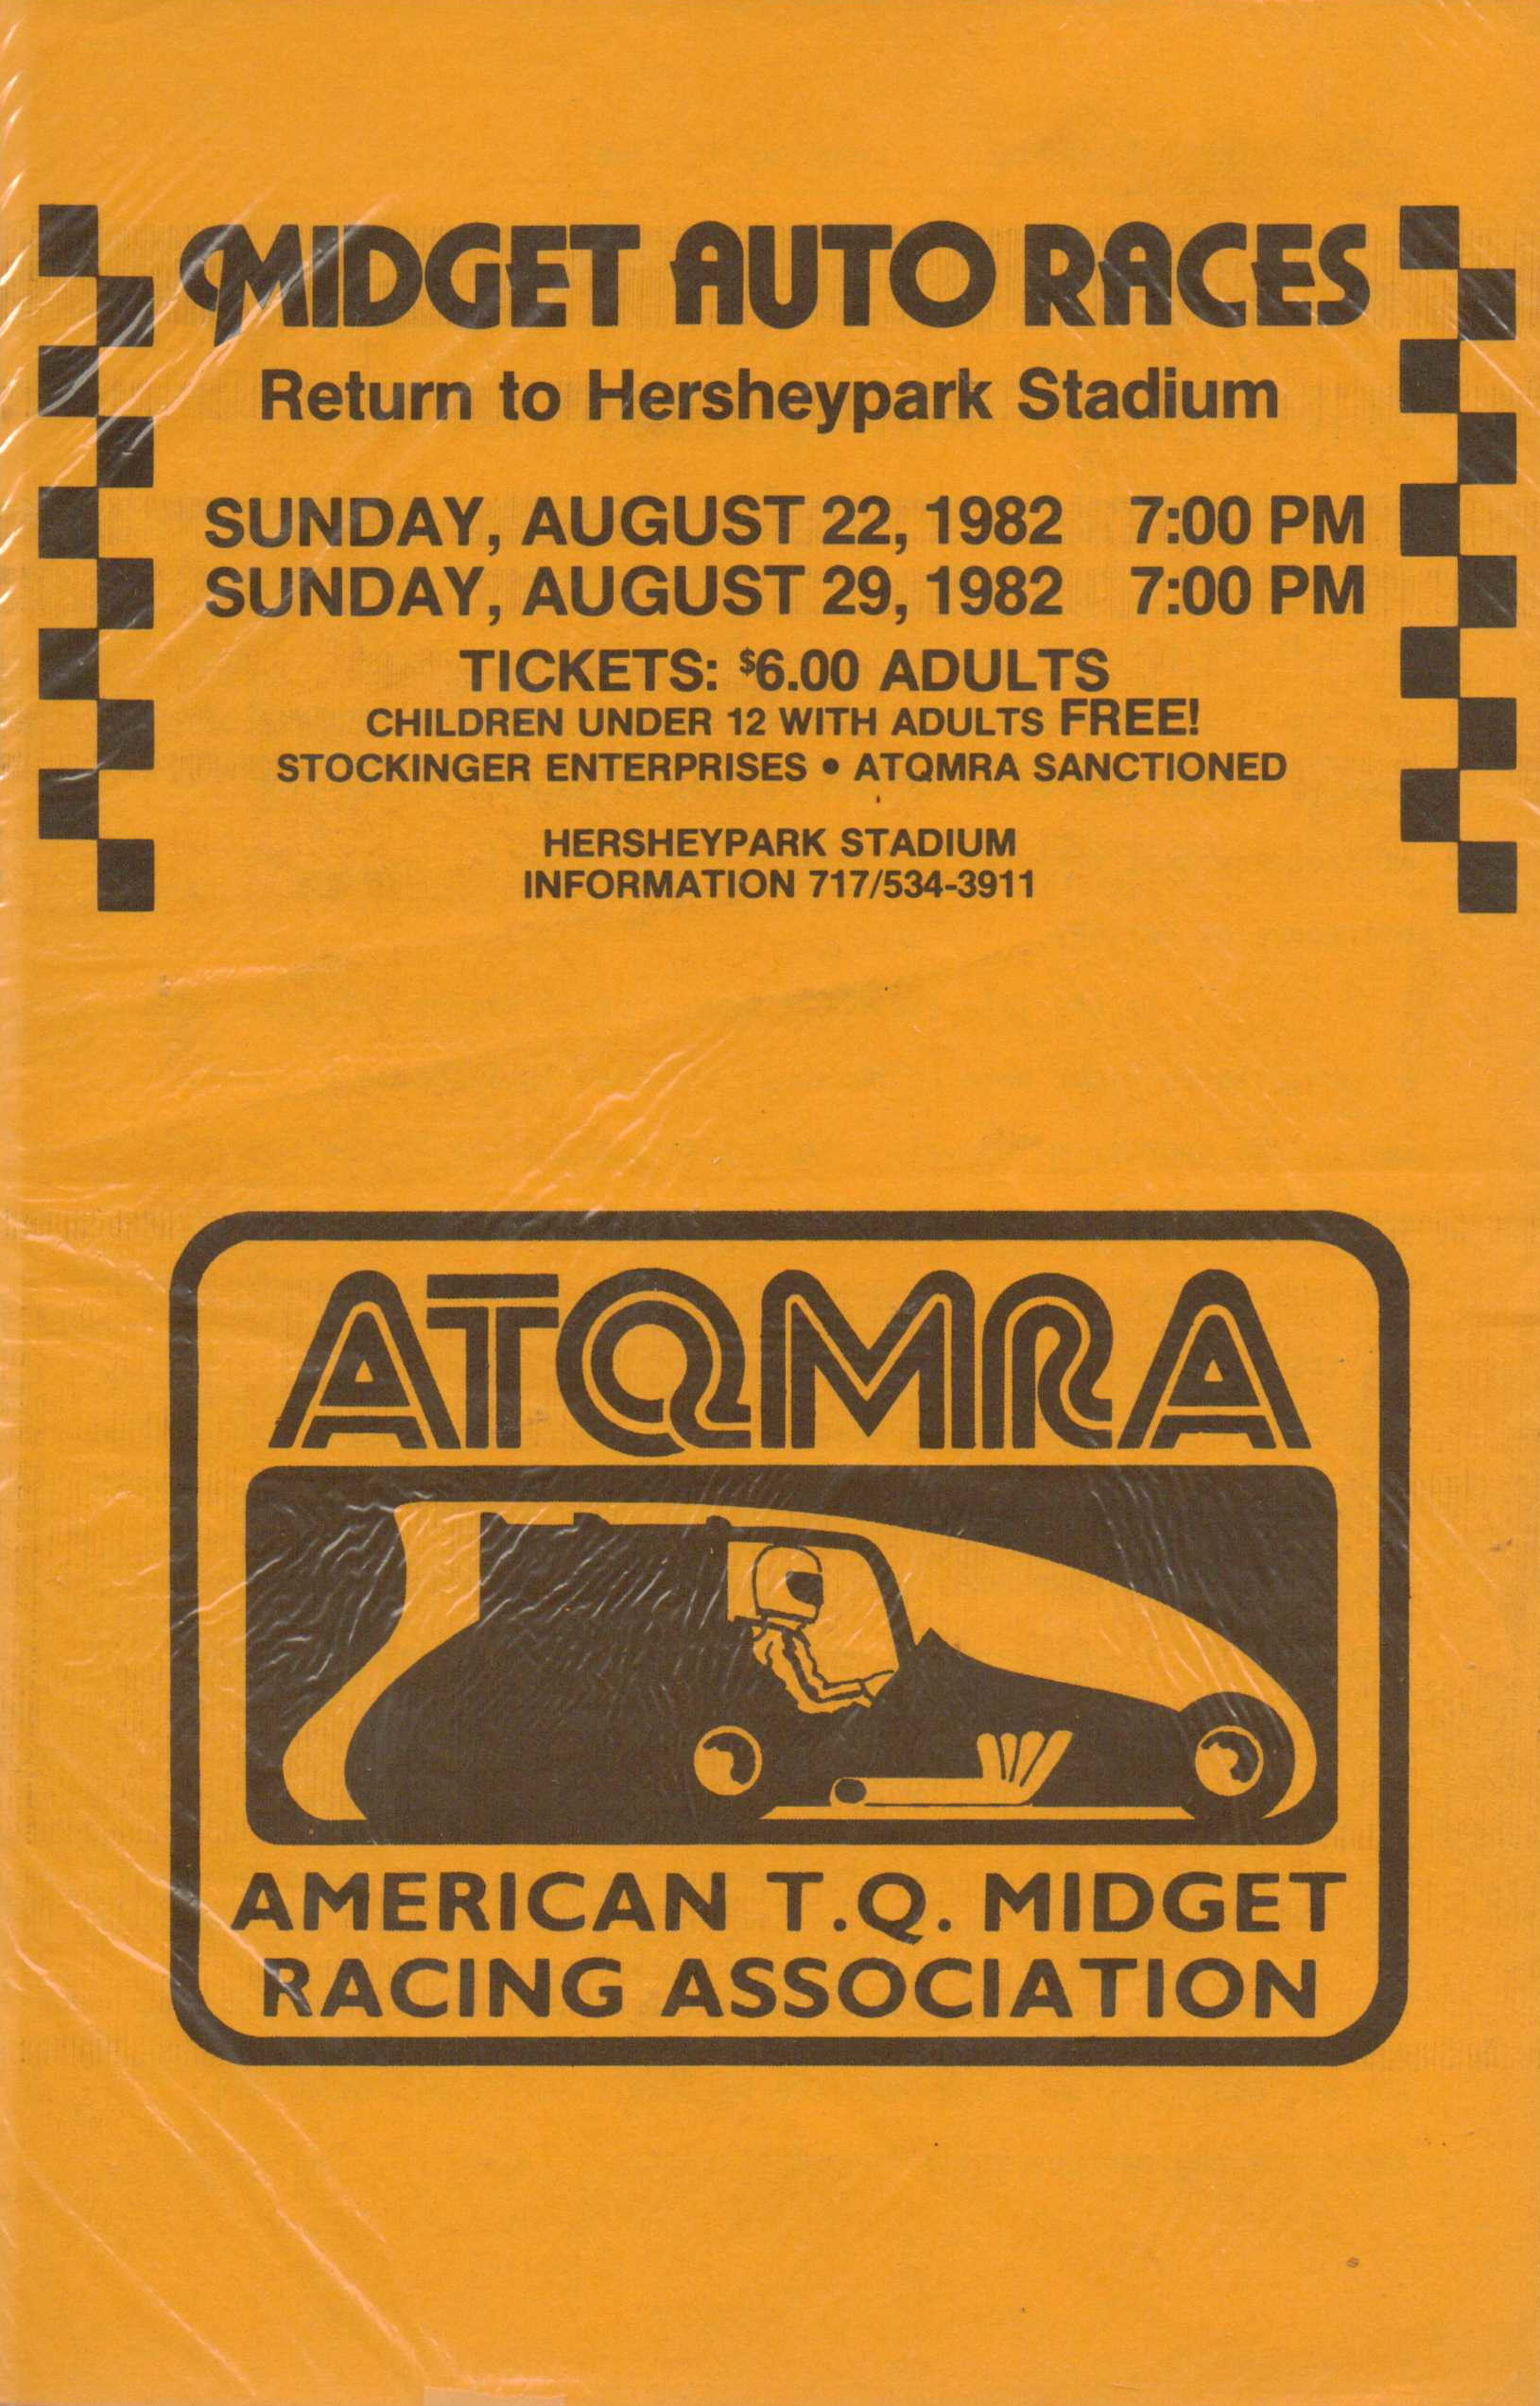 MIDGET AUTO RACES
Return to Hersheypark Stadium
SUNDAY, AUGUST 22, 1982 7:00 PM
SUNDAY, AUGUST 29, 1982 7:00 PM
TICKETS: $6.00 ADULTS
CHILDREN UNDER 12 WITH ADULTS FREE!
STOCKINGER ENTERPRISES • ATQMRA SANCTIONED
HERSHEYPARK STADIUM
INFORMATION 717/534-3911
ATQMRA
AMERICAN T.Q. MIDGET
RACING ASSOCIATION